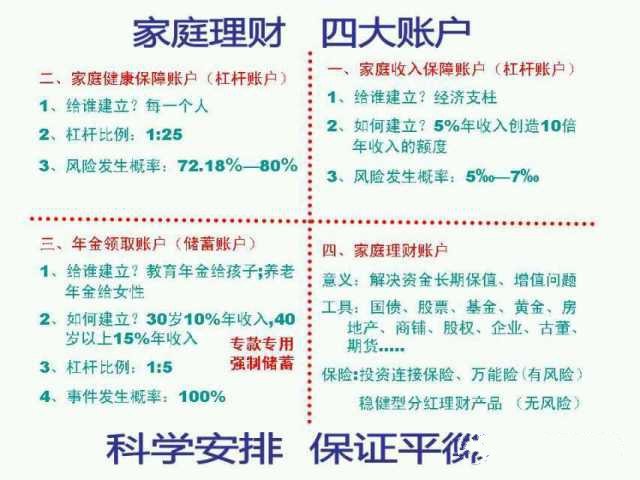 家庭理财 四大账户
二、家庭健康保障账户（杠杆账户）
1、给谁建立？每一个人
2、杠杆比例：1:25
3、风险发生概率：72.18%—80%
一、家庭收入保障账户（杠杆账户）
1、给谁建立？经济支柱
2、如何建立？5%年收入创造10倍
年收入的额度
3、风险发生概率：5‰—7‰
三、年金领取账户（储蓄账户）
1、给谁建立？教育年金给孩子;养老
年金给女性
2、如何建立？30岁10%年收入,40
岁以上15%年收入
专款专用
强制储蓄
3、杠杆比例：1:5
4、事件发生概率：100%
四、家庭理财账户
意义：解决资金长期保值、增值问题
工具：国债、股票、基金、黄金、房
地产、商铺、股权、企业、古董、
期货.....
保险:投资连接保险、万能险(有风险)
稳健型分红理财产品 （无风险）
科学安排 保证平衡